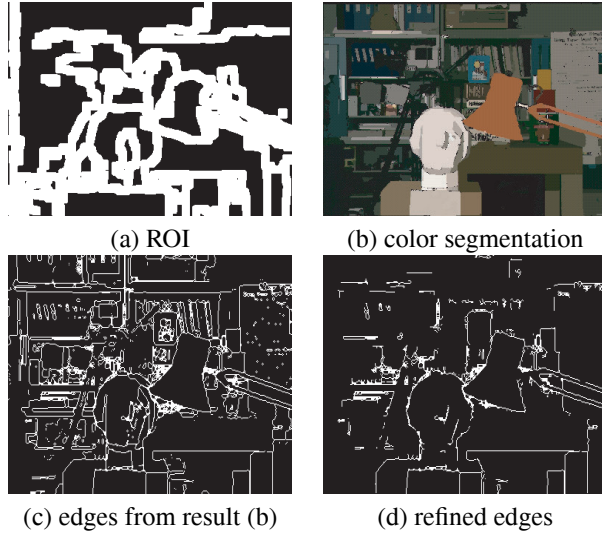 (a) ROI
(b) color segmentation
(c) edges from result (b)
(d) refined edges